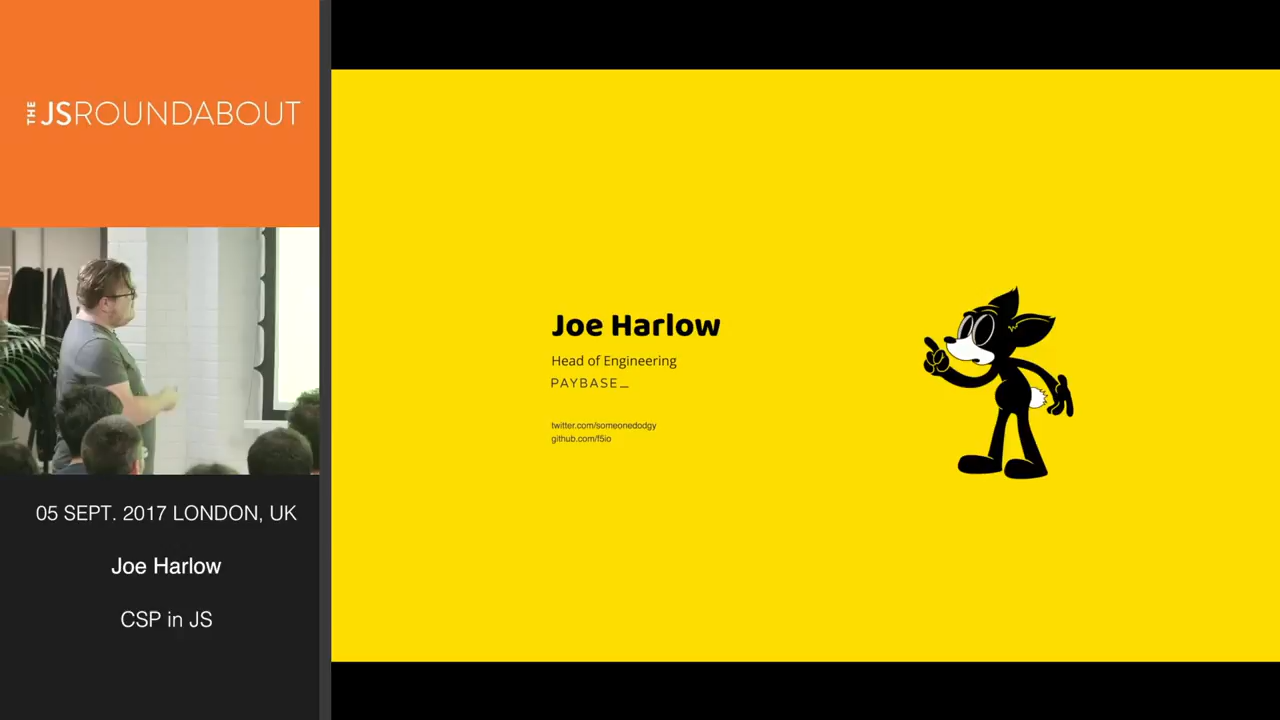 THE JSROUNDABOUT
05 SEPT. 2017 LONDON, UK
Joe Harlow
CSP in JS
Joe Harlow
Head of Engineering
PAYBASE_
twitter.com/someonedodgy
github.com/f5io